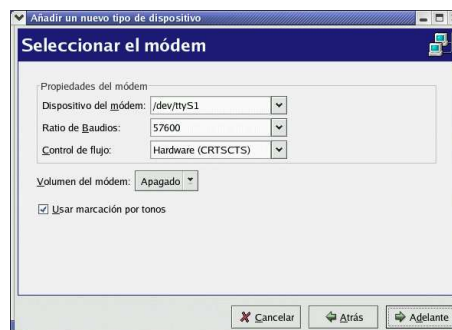 Añadir un nuevo tipo de dispositivo
Seleccionar el módem
Propiedades del módem
Dispositivo del módem: /dev/ttyS1
Ratio de Baudios: 57600
Control de flujo: Hardware (CRTSCTS)
Volumen del módem: Apagado
Usar marcación por tonos
Cancelar Atrás Adelante